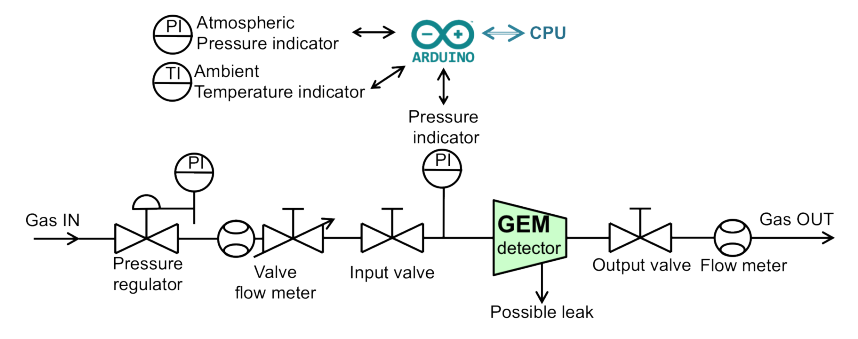 PI Atmospheric
Pressure indicator
TI Ambient
Temperature indicator
ARDUINO
CPU
Pressure
indicator
PI
PI
Gas IN
Pressure
regulator
Valve
flow meter
Input valve
GEM
detector
Possible leak
Output valve
Flow meter
Gas OUT